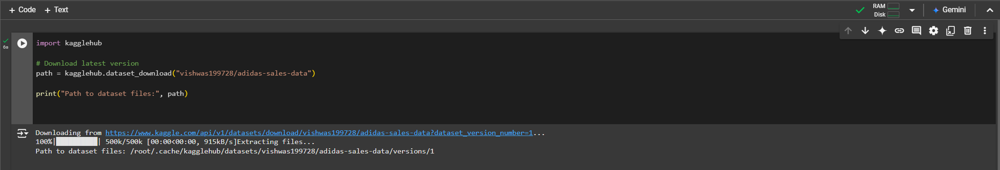 + Code + Text
RAM
Disk
Gemini
6s
import kagglehub
# Download latest version
path = kagglehub.dataset_download("vishwas199728/adidas-sales-data")
print("Path to dataset files:", path)
Downloading from https://www.kaggle.com/api/v1/datasets/download/vishwas199728/adidas-sales-data?dataset_version_number=1...
100%|██████████| 500k/500k [00:00<00:00, 915kB/s]Extracting files...
Path to dataset files: /root/.cache/kagglehub/datasets/vishwas199728/adidas-sales-data/versions/1